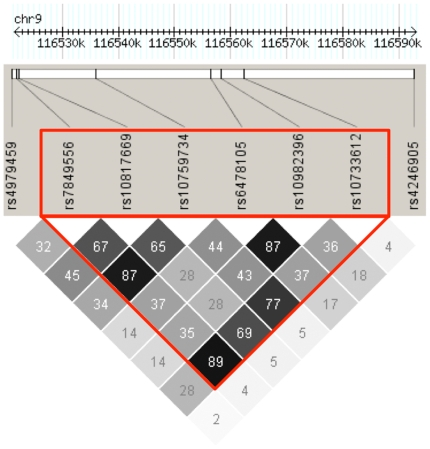 chr9
116530k 116540k 116550k 116560k 116570k 116580k 116590k
rs4979459 rs7849556 rs10817669 rs10759734 rs6478105 rs10982396 rs10733612 rs4246905
32 67 65 44 87 36 4
45 87 28 43 37 18
34 37 28 77 17
14 35 69 5
14 89 5
28 4
2